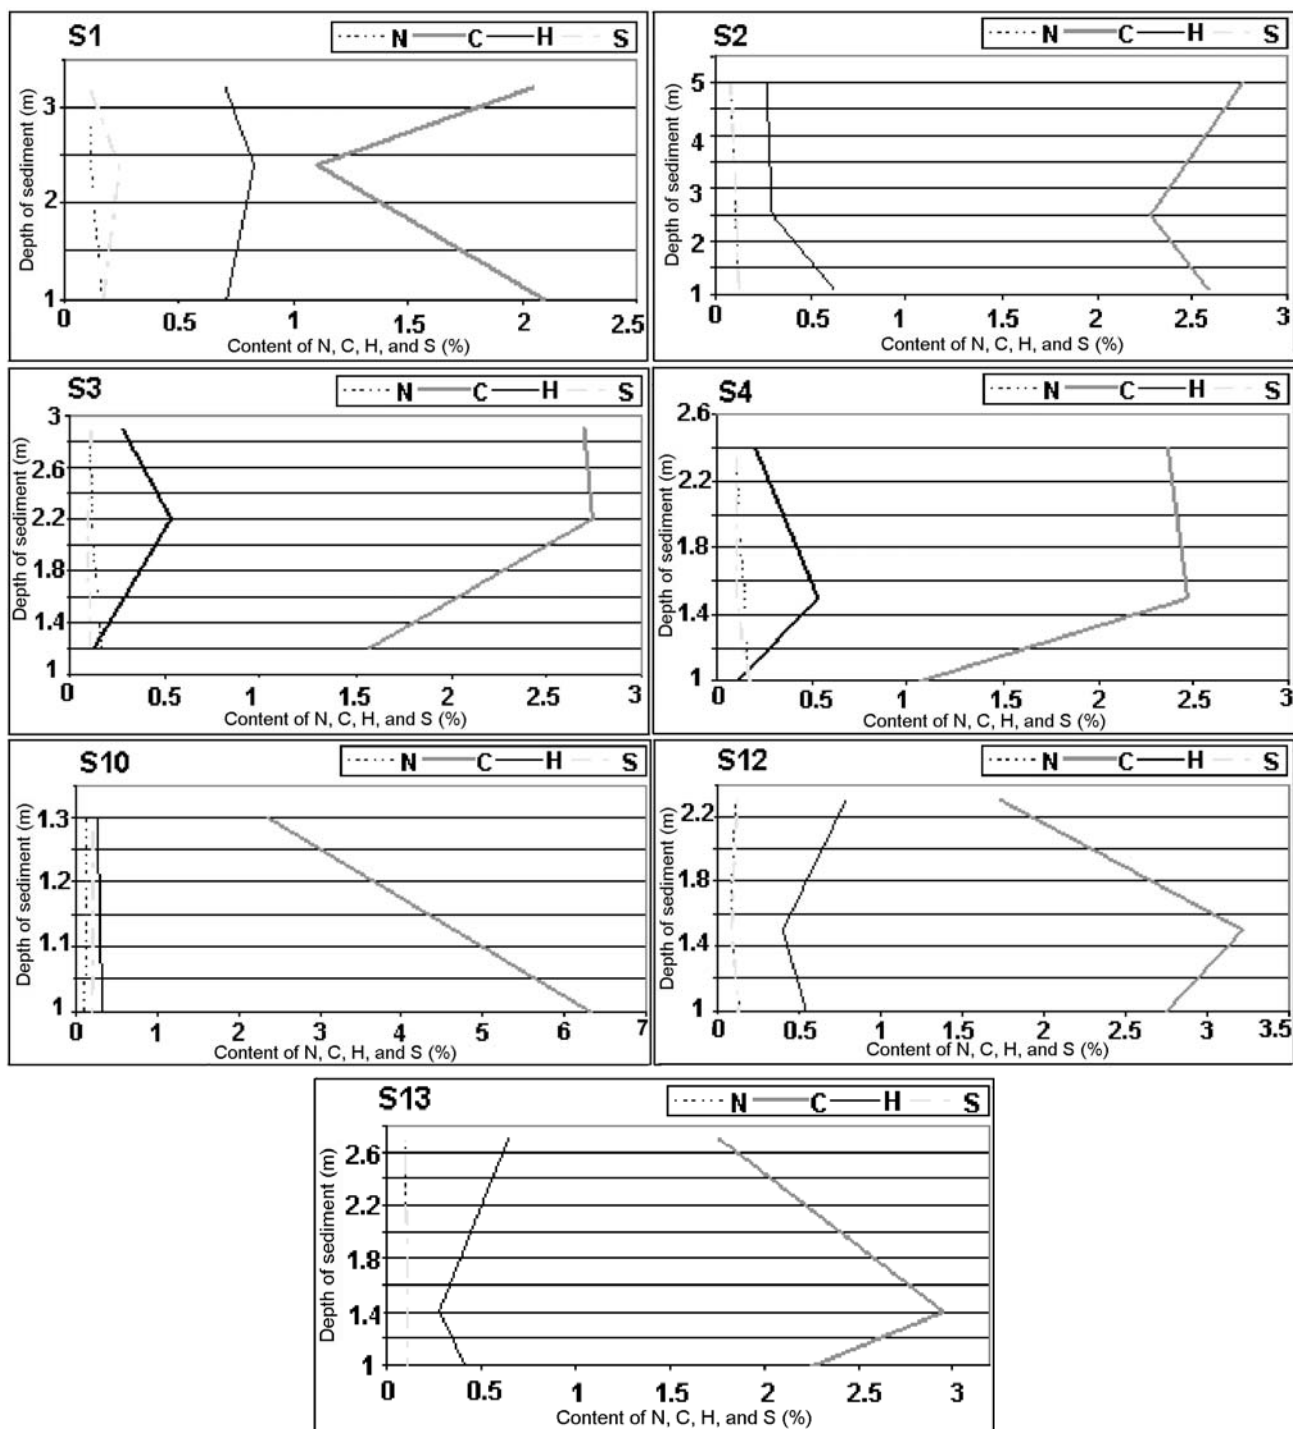 S1
N C H S
Depth of sediment (m)
3
2
1
0 0.5 1 1.5 2 2.5
Content of N, C, H, and S (%)
S2
N C H S
Depth of sediment (m)
5
4
3
2
1
0 0.5 1 1.5 2 2.5 3
Content of N, C, H, and S (%)
S3
N C H S
Depth of sediment (m)
3
2.6
2.2
1.8
1.4
1
0 0.5 1 1.5 2 2.5 3
Content of N, C, H, and S (%)
S4
N C H S
Depth of sediment (m)
2.6
2.2
1.8
1.4
1
0 0.5 1 1.5 2 2.5 3
Content of N, C, H, and S (%)
S10
N C H S
Depth of sediment (m)
1.3
1.2
1.1
1
0 1 2 3 4 5 6 7
Content of N, C, H, and S (%)
S12
N C H S
Depth of sediment (m)
2.2
1.8
1.4
1
0 0.5 1 1.5 2 2.5 3 3.5
Content of N, C, H, and S (%)
S13
N C H S
Depth of sediment (m)
2.6
2.2
1.8
1.4
1
0 0.5 1 1.5 2 2.5 3
Content of N, C, H, and S (%)